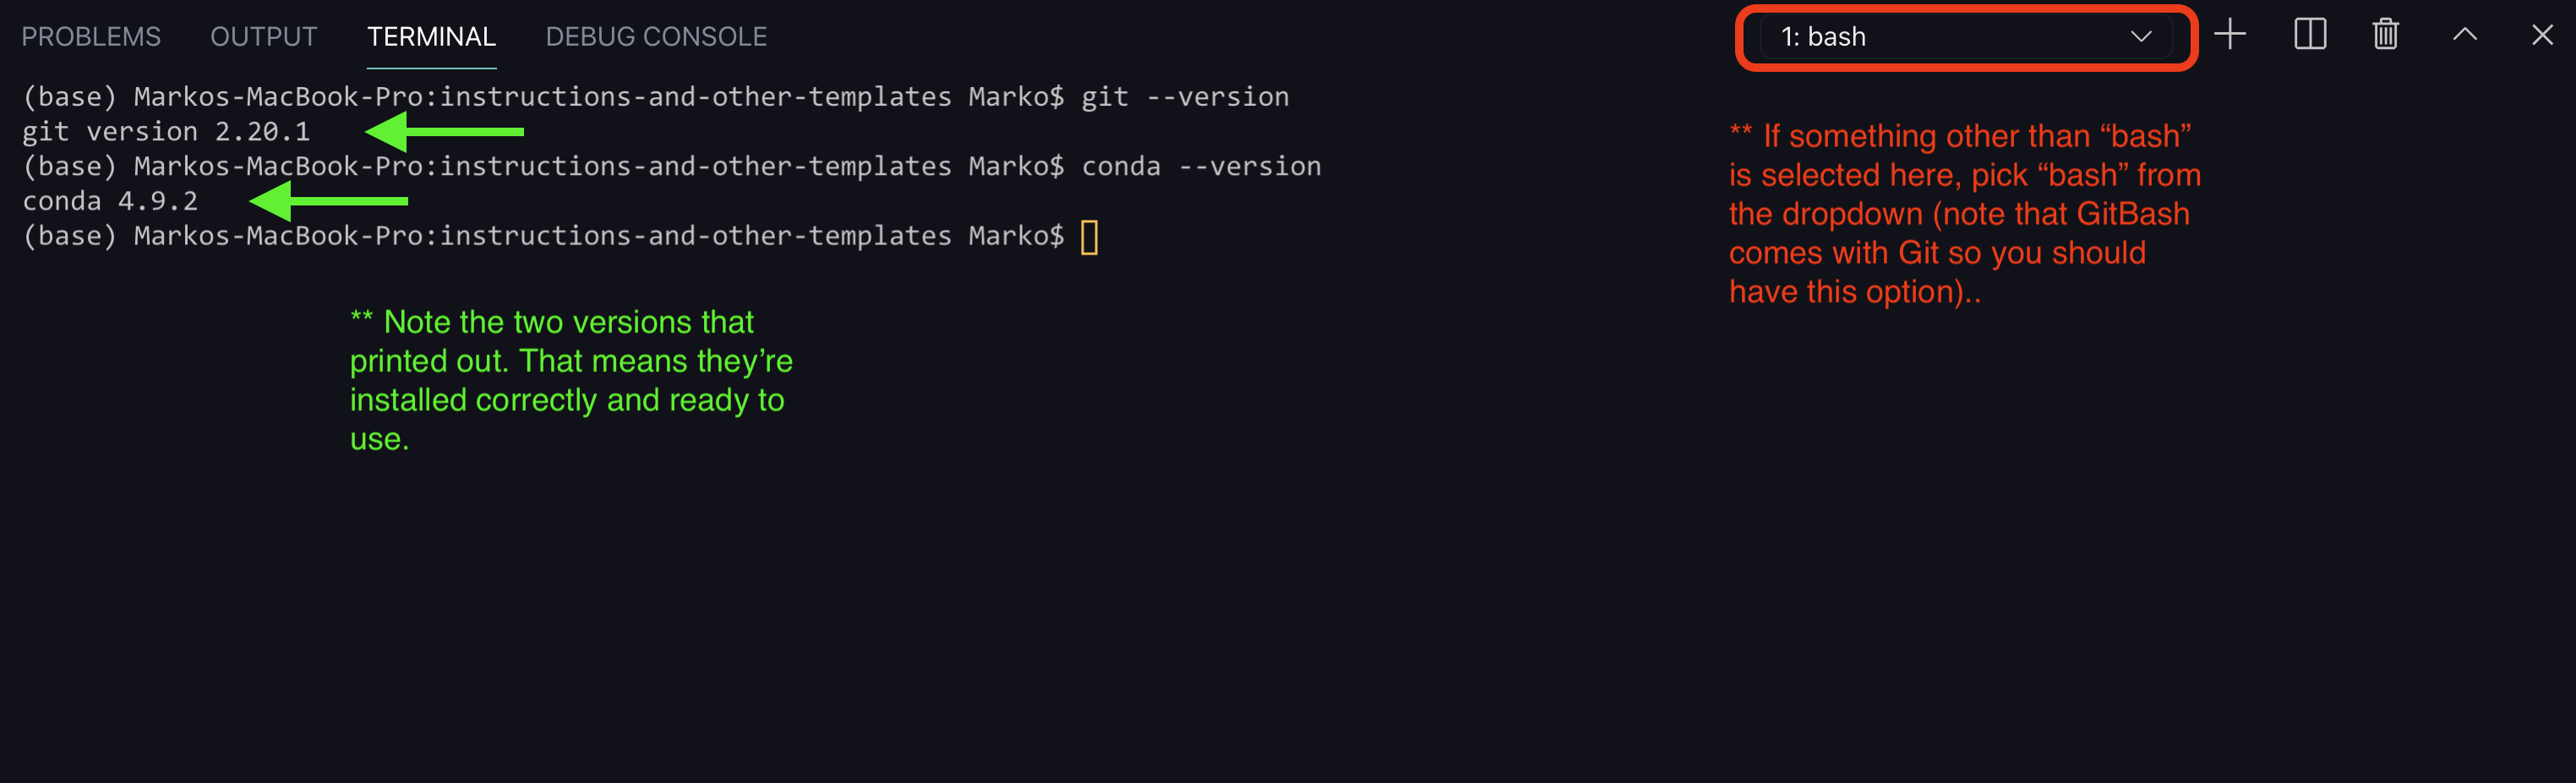 PROBLEMS OUTPUT TERMINAL DEBUG CONSOLE 1: bash
(base) Markos-MacBook-Pro:instructions-and-other-templates Marko$ git --version
git version 2.20.1
(base) Markos-MacBook-Pro:instructions-and-other-templates Marko$ conda --version
conda 4.9.2
(base) Markos-MacBook-Pro:instructions-and-other-templates Marko$
** If something other than “bash”
is selected here, pick “bash” from
the dropdown (note that GitBash
comes with Git so you should
have this option)..
** Note the two versions that
printed out. That means they’re
installed correctly and ready to
use.